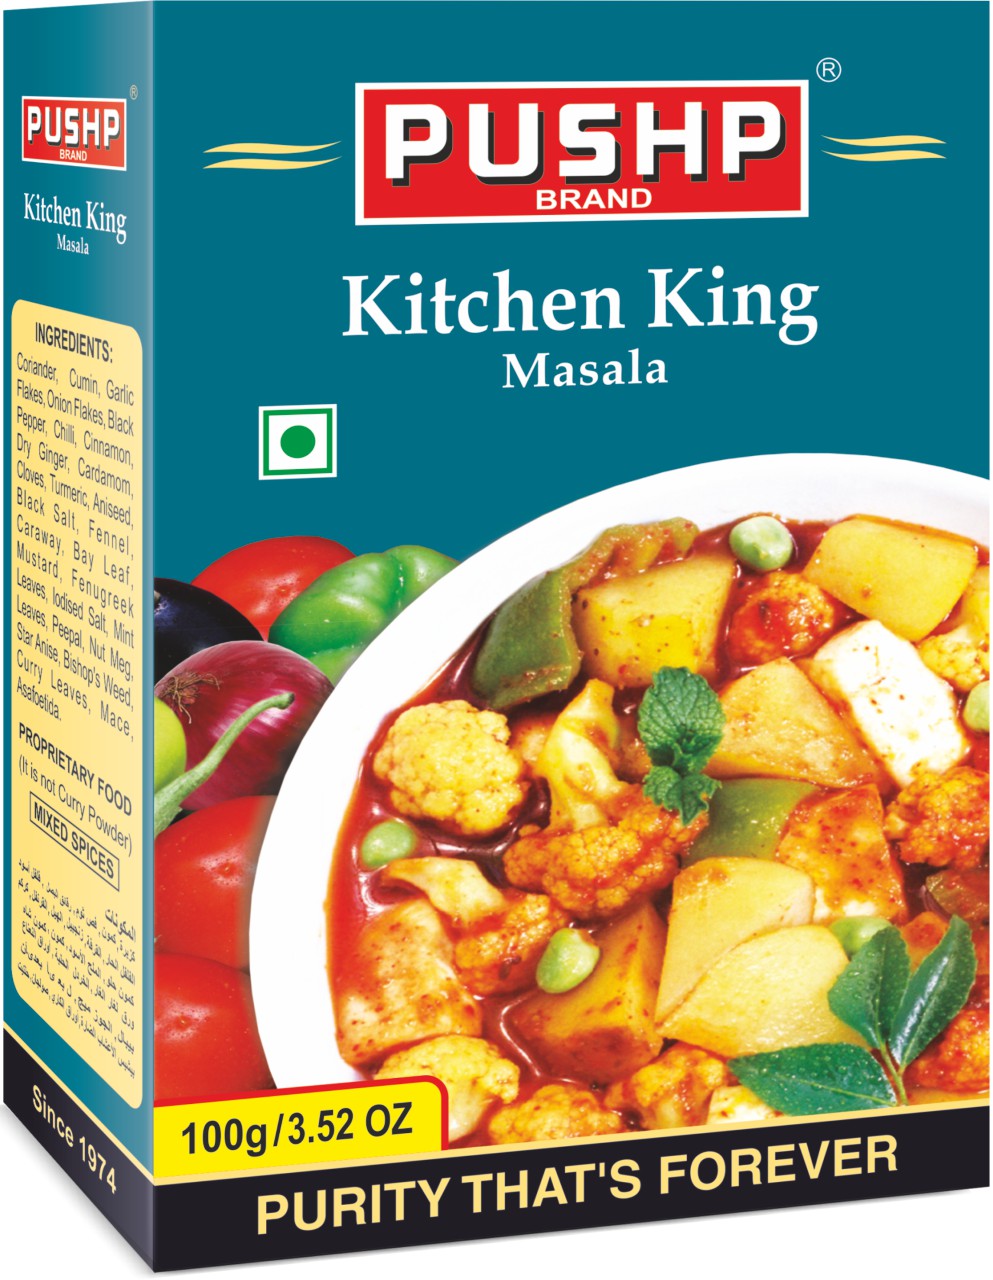 PUSHP
BRAND
®
Kitchen King
Masala
INGREDIENTS:
Coriander, Cumin, Garlic
Flakes, Onion Flakes, Black
Pepper, Chilli, Cinnamon,
Dry Ginger, Cardamom,
Cloves, Turmeric, Aniseed,
Black Salt, Fennel,
Caraway, Bay Leaf,
Mustard, Fenugreek
Leaves, Iodised Salt, Mint
Leaves, Peepal, Nut Meg,
Star Anise, Bishop's Weed,
Curry Leaves, Mace,
Asafoetida.
PROPRIETARY FOOD
(It is not Curry Powder)
MIXED SPICES
المكونات
Since 1974
PUSHP
BRAND
®
Kitchen King
Masala
100g/3.52 OZ
PURITY THAT'S FOREVER